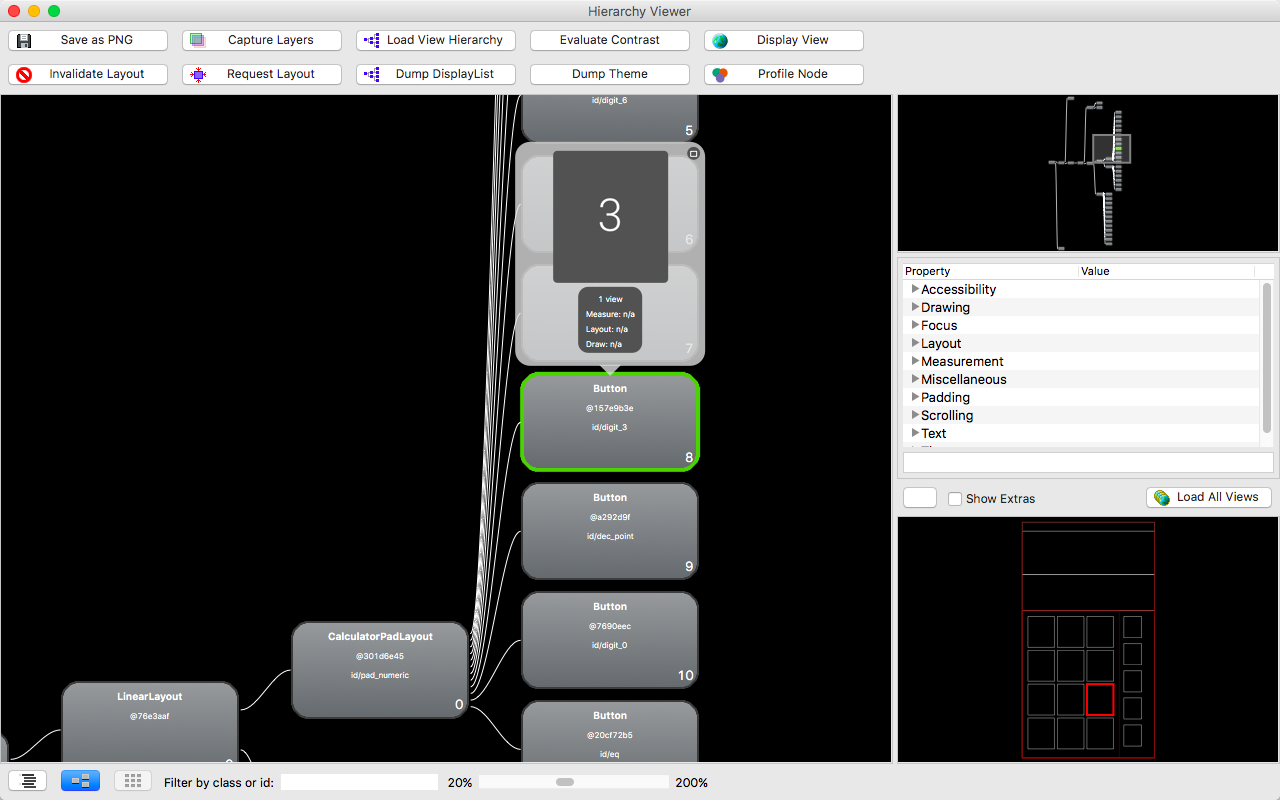 Hierarchy Viewer
Save as PNG
Capture Layers
Load View Hierarchy
Evaluate Contrast
Display View
Invalidate Layout
Request Layout
Dump DisplayList
Dump Theme
Profile Node
id/digit_6
5
3
6
1 view
Measure: n/a
Layout: n/a
Draw: n/a
7
Button
@157e9b3e
id/digit_3
8
Button
@a292d9f
id/dec_point
9
Button
@7690eec
id/digit_0
10
CalculatorPadLayout
@301d6e45
id/pad_numeric
0
LinearLayout
@76e3aaf
Button
@20cf72b5
id/eq
Property Value
Accessibility
Drawing
Focus
Layout
Measurement
Miscellaneous
Padding
Scrolling
Text
Show Extras
Load All Views
Filter by class or id:
20%
200%